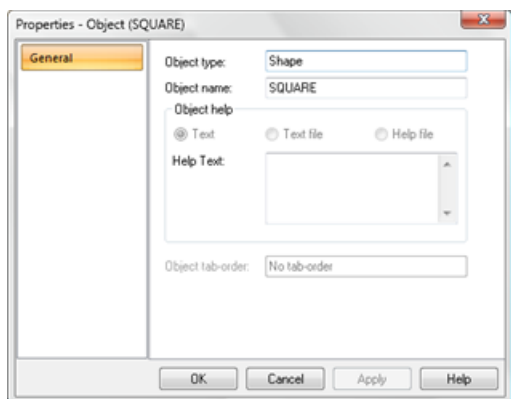 Properties - Object (SQUARE)
General
Object type: Shape
Object name: SQUARE
Object help
Text Text file Help file
Help Text:
Object tab-order: No tab-order
OK Cancel Apply Help